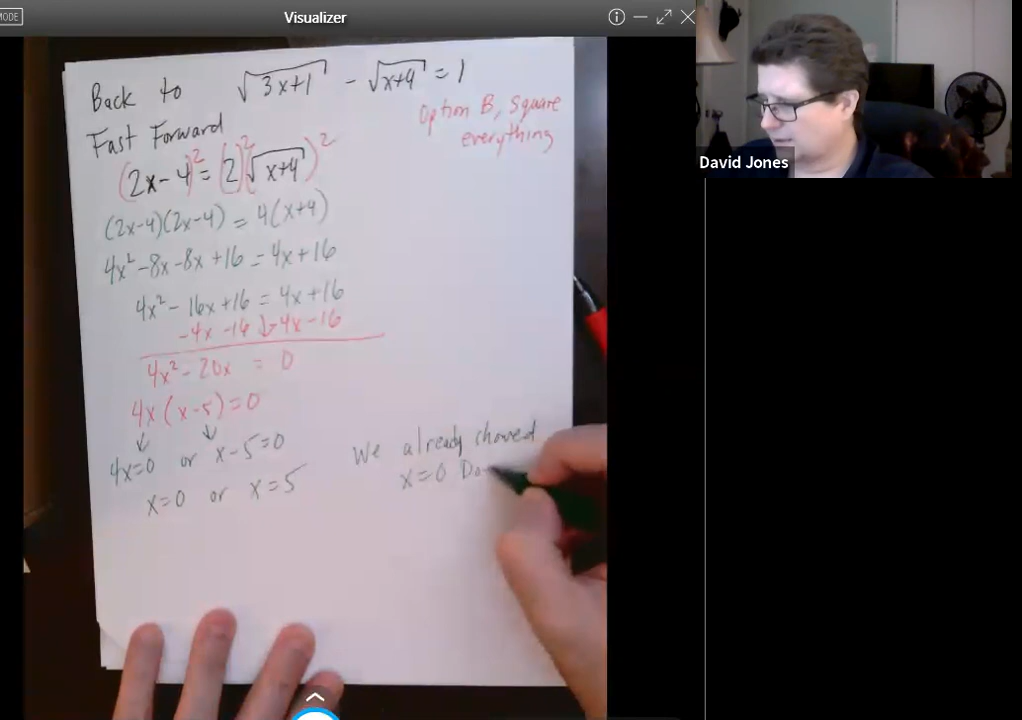 MODE
Visualizer
David Jones
Back to √(3x+1) - √(x+4) = 1
Option B, Square
everything
Fast Forward
(2x-4)² = (2)²(√(x+4))²
(2x-4)(2x-4) = 4(x+4)
4x²-8x-8x+16 = 4x+16
4x²-16x+16 = 4x+16
-4x -16 ↓-4x-16
4x²-20x = 0
4x(x-5)=0
↓ ↓
4x=0 or x-5=0
x=0 or x=5
We already showed
x=0 Do